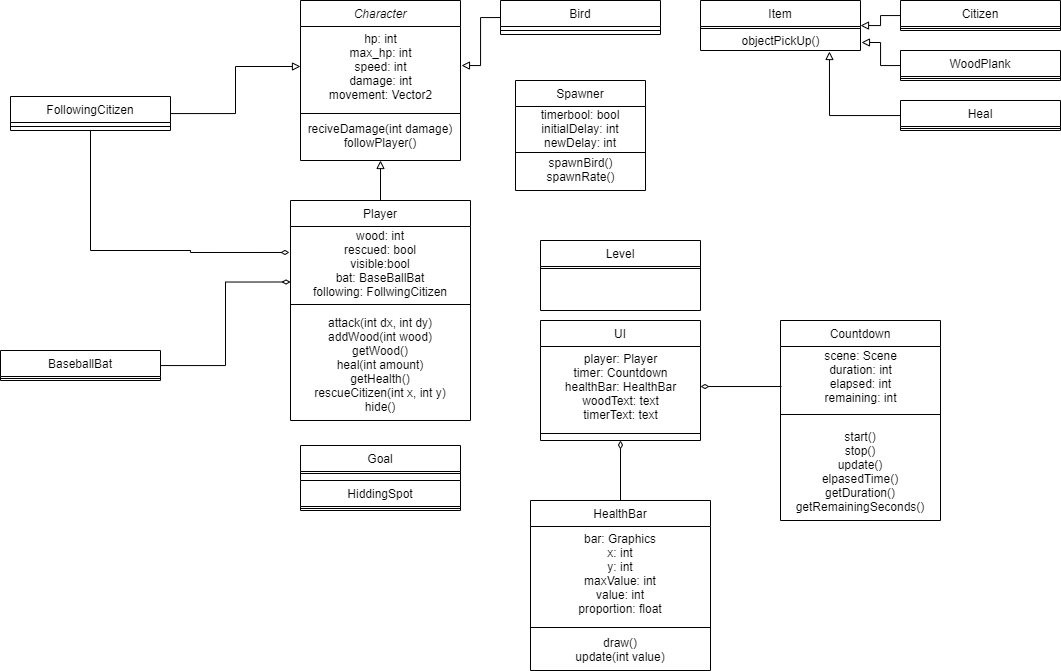 Character
hp: int
max_hp: int
speed: int
damage: int
movement: Vector2
reciveDamage(int damage)
followPlayer()
Bird
Item
objectPickUp()
Citizen
WoodPlank
Heal
FollowingCitizen
Spawner
timerbool: bool
initialDelay: int
newDelay: int
spawnBird()
spawnRate()
Player
wood: int
rescued: bool
visible:bool
bat: BaseBallBat
following: FollwingCitizen
attack(int dx, int dy)
addWood(int wood)
getWood()
heal(int amount)
getHealth()
rescueCitizen(int x, int y)
hide()
BaseballBat
Level
UI
player: Player
timer: Countdown
healthBar: HealthBar
woodText: text
timerText: text
Countdown
scene: Scene
duration: int
elapsed: int
remaining: int
start()
stop()
update()
elpasedTime()
getDuration()
getRemainingSeconds()
Goal
HiddingSpot
HealthBar
bar: Graphics
x: int
y: int
maxValue: int
value: int
proportion: float
draw()
update(int value)